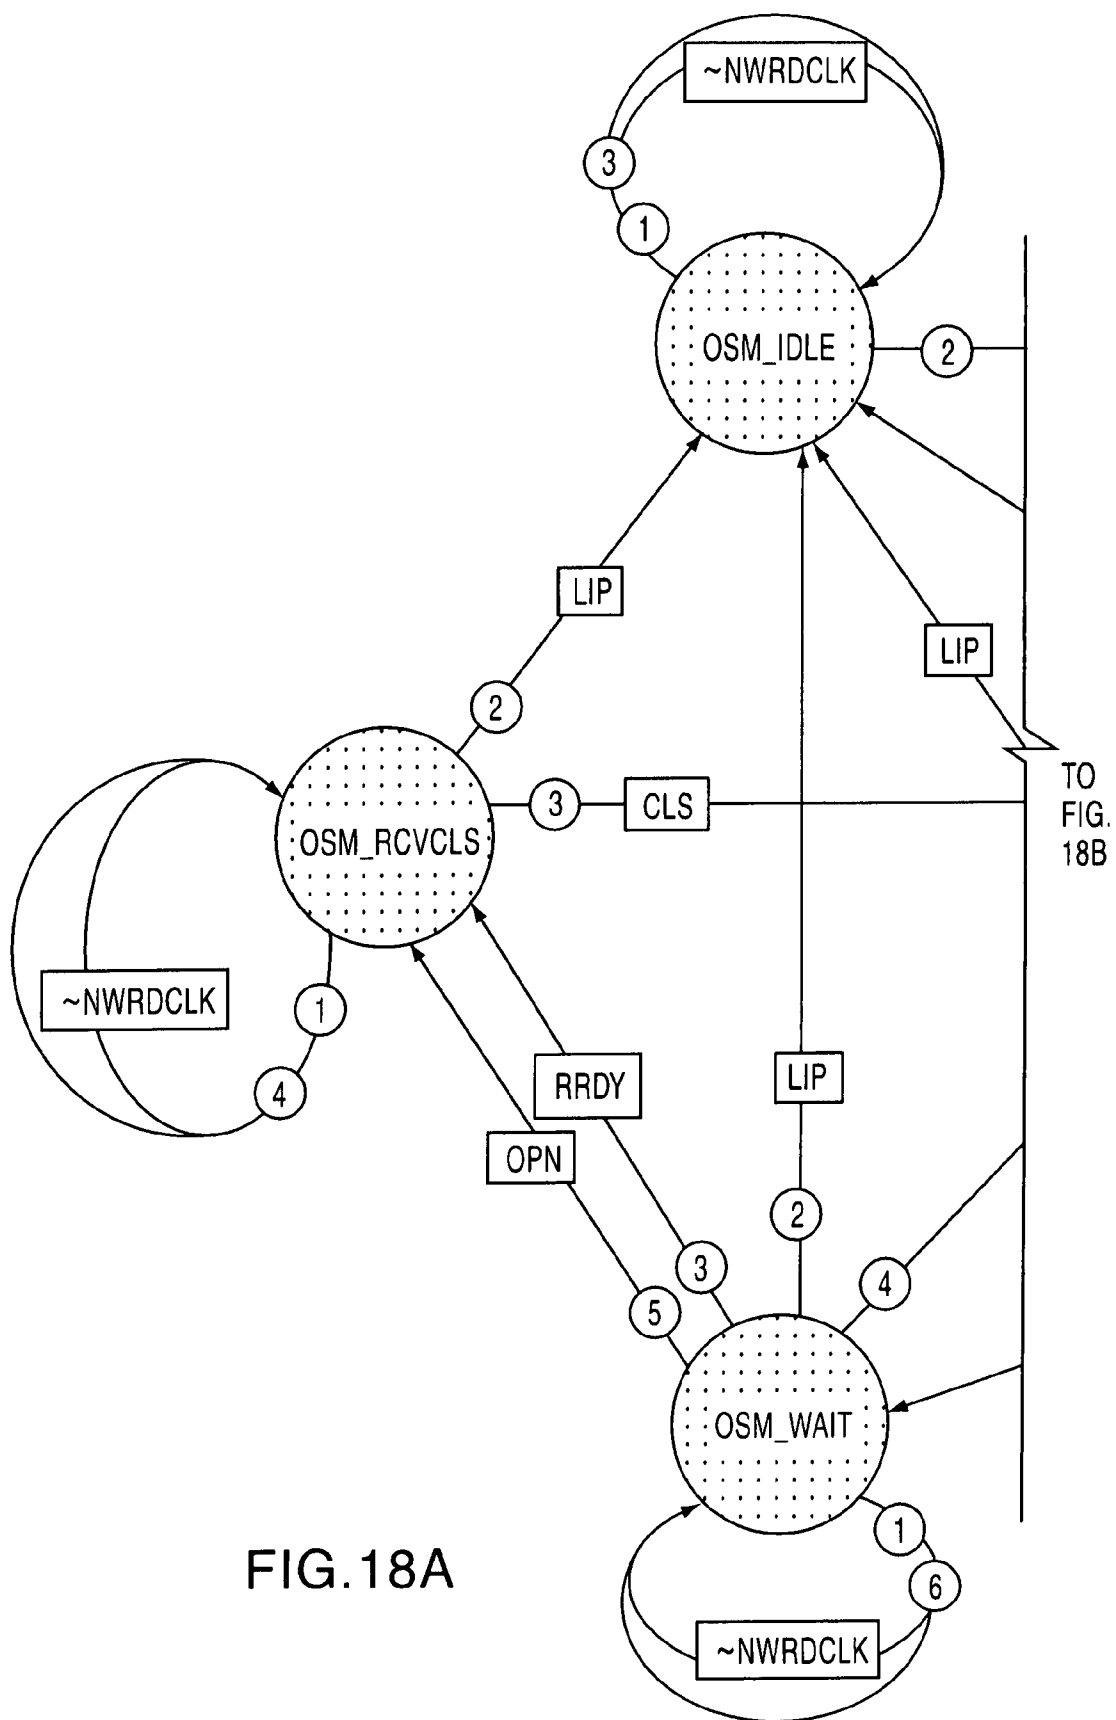 ~NWRDCLK
3
1
OSM_IDLE
2
LIP
LIP
2
TO
FIG.
18B
3
CLS
OSM_RCVCLS
~NWRDCLK
1
4
RRDY
LIP
OPN
2
3
4
5
OSM_WAIT
1
6
~NWRDCLK
FIG.18A